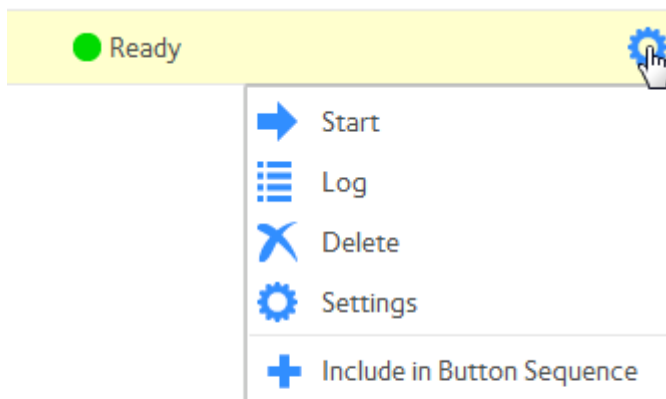 Ready
Start
Log
Delete
Settings
Include in Button Sequence